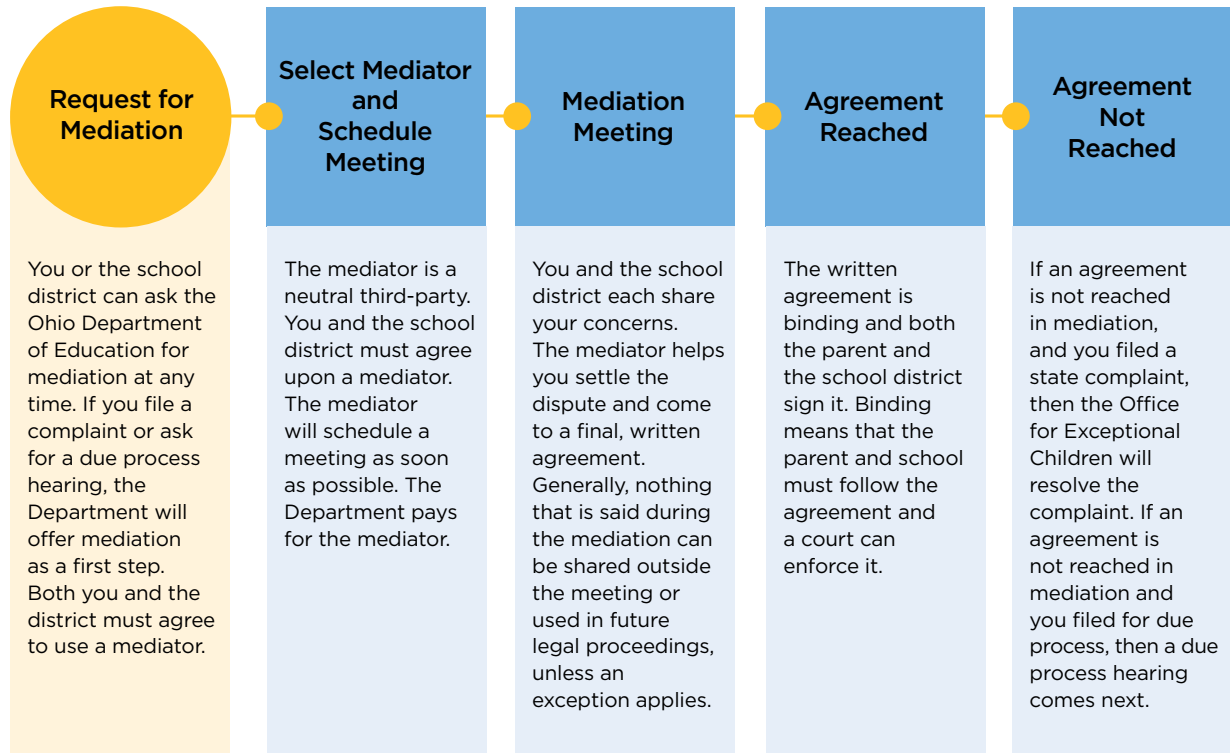 Request for
Mediation
You or the school
district can ask the
Ohio Department
of Education for
mediation at any
time. If you file a
complaint or ask
for a due process
hearing, the
Department will
offer mediation
as a first step.
Both you and the
district must agree
to use a mediator.
Select Mediator
and
Schedule
Meeting
The mediator is a
neutral third-party.
You and the school
district must agree
upon a mediator.
The mediator
will schedule a
meeting as soon
as possible. The
Department pays
for the mediator.
Mediation
Meeting
You and the school
district each share
your concerns.
The mediator helps
you settle the
dispute and come
to a final, written
agreement.
Generally, nothing
that is said during
the mediation can
be shared outside
the meeting or
used in future
legal proceedings,
unless an
exception applies.
Agreement
Reached
The written
agreement is
binding and both
the parent and
the school district
sign it. Binding
means that the
parent and school
must follow the
agreement and
a court can
enforce it.
Agreement
Not
Reached
If an agreement
is not reached
in mediation,
and you filed a
state complaint,
then the Office
for Exceptional
Children will
resolve the
complaint. If an
agreement is
not reached in
mediation and
you filed for due
process, then a due
process hearing
comes next.